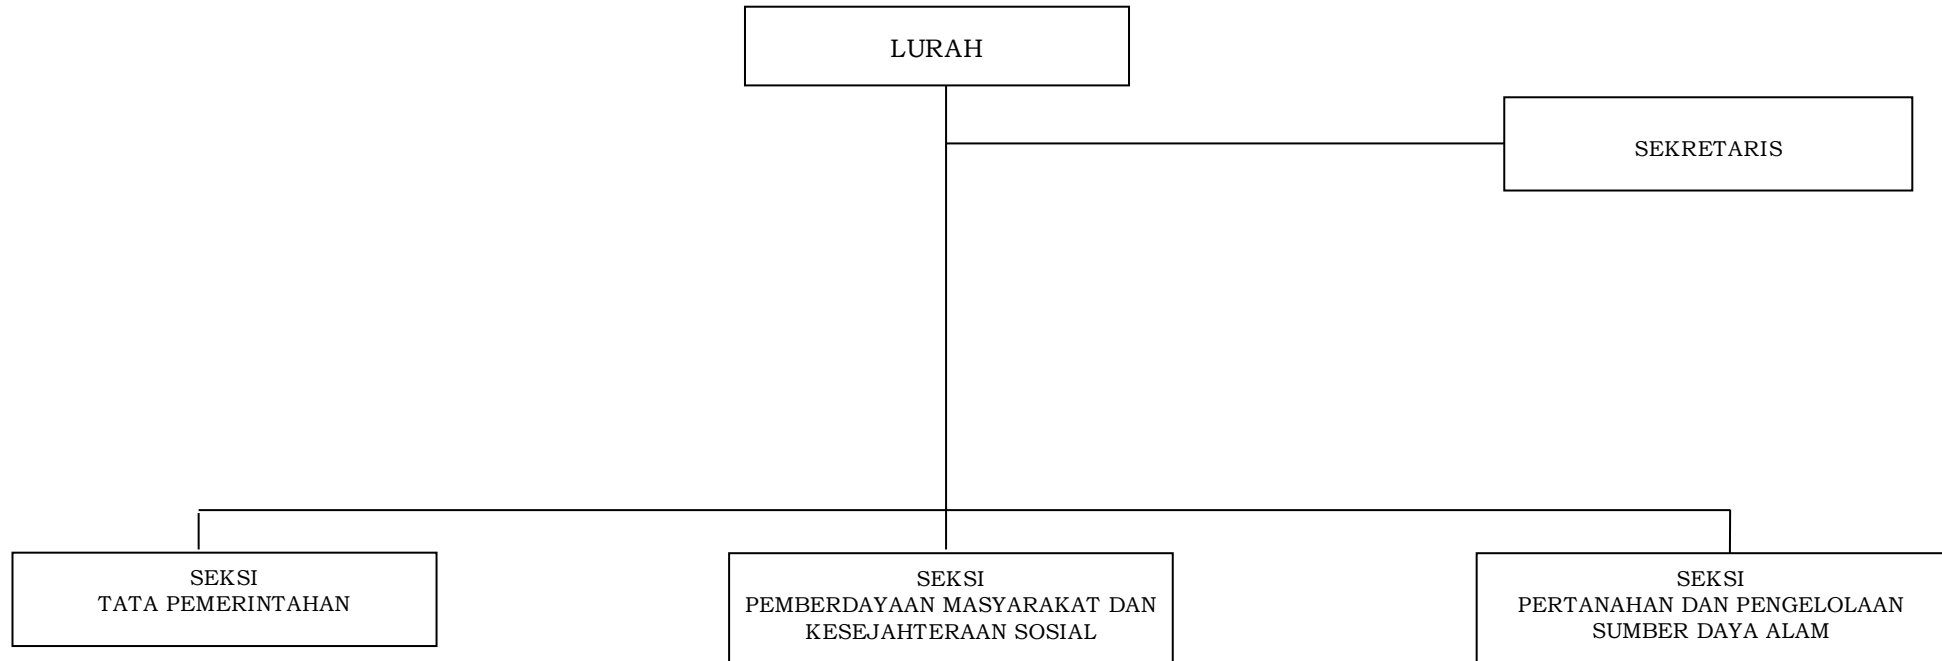 LURAH
SEKRETARIS
SEKSI
TATA PEMERINTAHAN
SEKSI
PEMBERDAYAAN MASYARAKAT DAN
KESEJAHTERAAN SOSIAL
SEKSI
PERTANAHAN DAN PENGELOLAAN
SUMBER DAYA ALAM